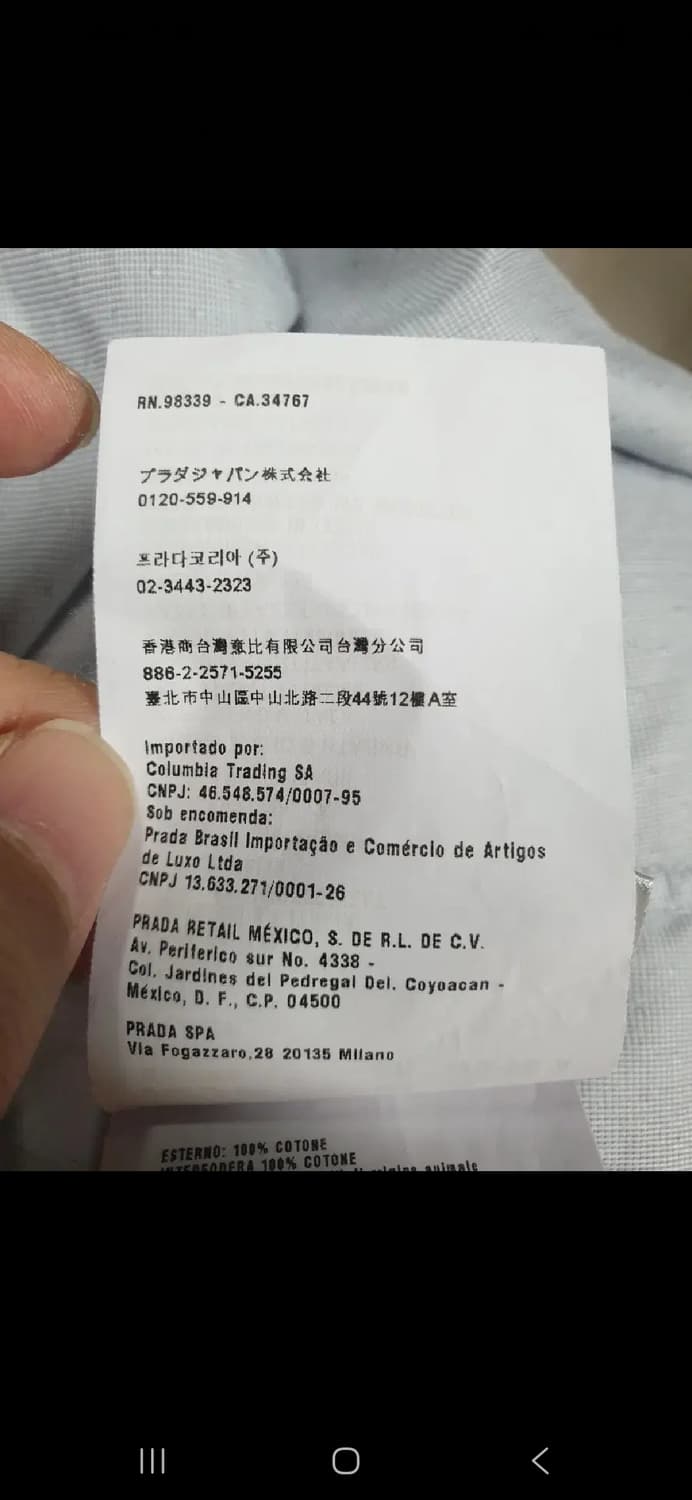 RN.98339 - CA.34767
プラダジャパン株式会社
0120-559-914
프라다코리아 (주)
02-3443-2323
香港商台灣意比有限公司台灣分公司
886-2-2571-5255
臺北市中山區中山北路二段44號12樓A室
Importado por:
Columbia Trading SA
CNPJ: 46.548.574/0007-95
Sob encomenda:
Prada Brasil Importação e Comércio de Artigos
de Luxo Ltda
CNPJ 13.633.271/0001-26
PRADA RETAIL MÉXICO, S. DE R.L. DE C.V.
Av. Periferico sur No. 4338 -
Col. Jardines del Pedregal Del. Coyoacan -
México, D. F., C.P. 04500
PRADA SPA
Via Fogazzaro,28 20135 Milano
ESTERNO: 100% COTONE
INTERFODERA 100% COTONE
origine animale